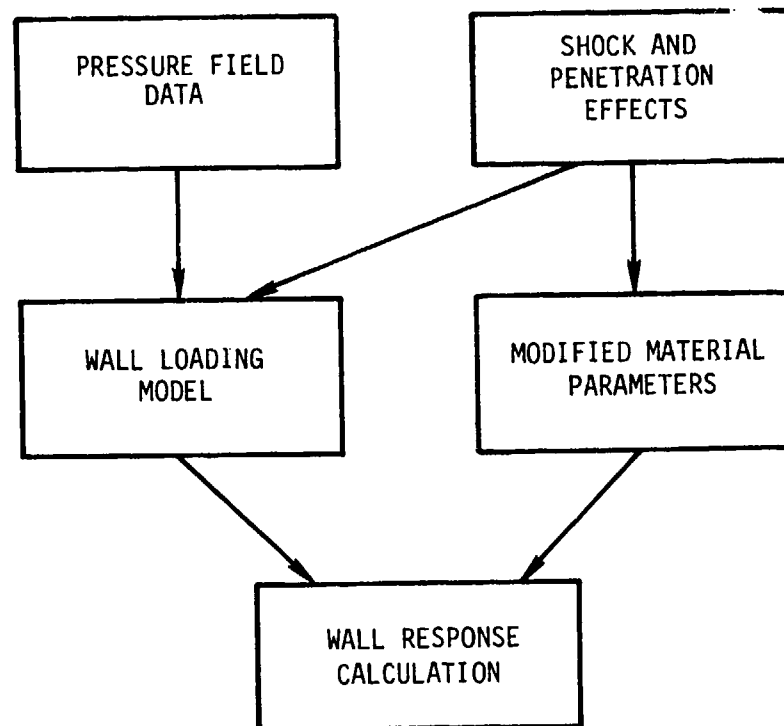 PRESSURE FIELD
DATA
SHOCK AND
PENETRATION
EFFECTS
WALL LOADING
MODEL
MODIFIED MATERIAL
PARAMETERS
WALL RESPONSE
CALCULATION